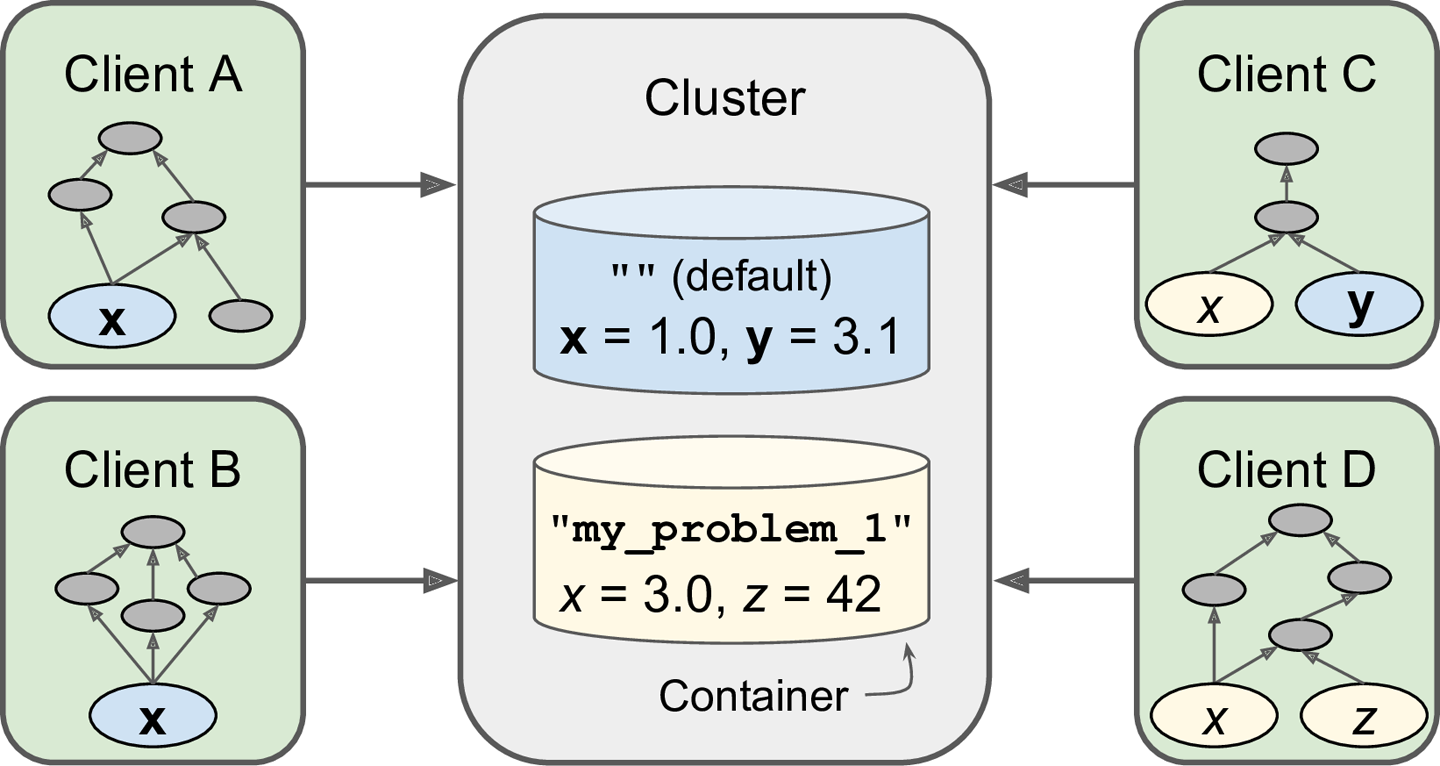 Client A
x
Client B
x
Cluster
"" (default)
x = 1.0, y = 3.1
"my_problem_1"
x = 3.0, z = 42
Container
Client C
x
y
Client D
x
z